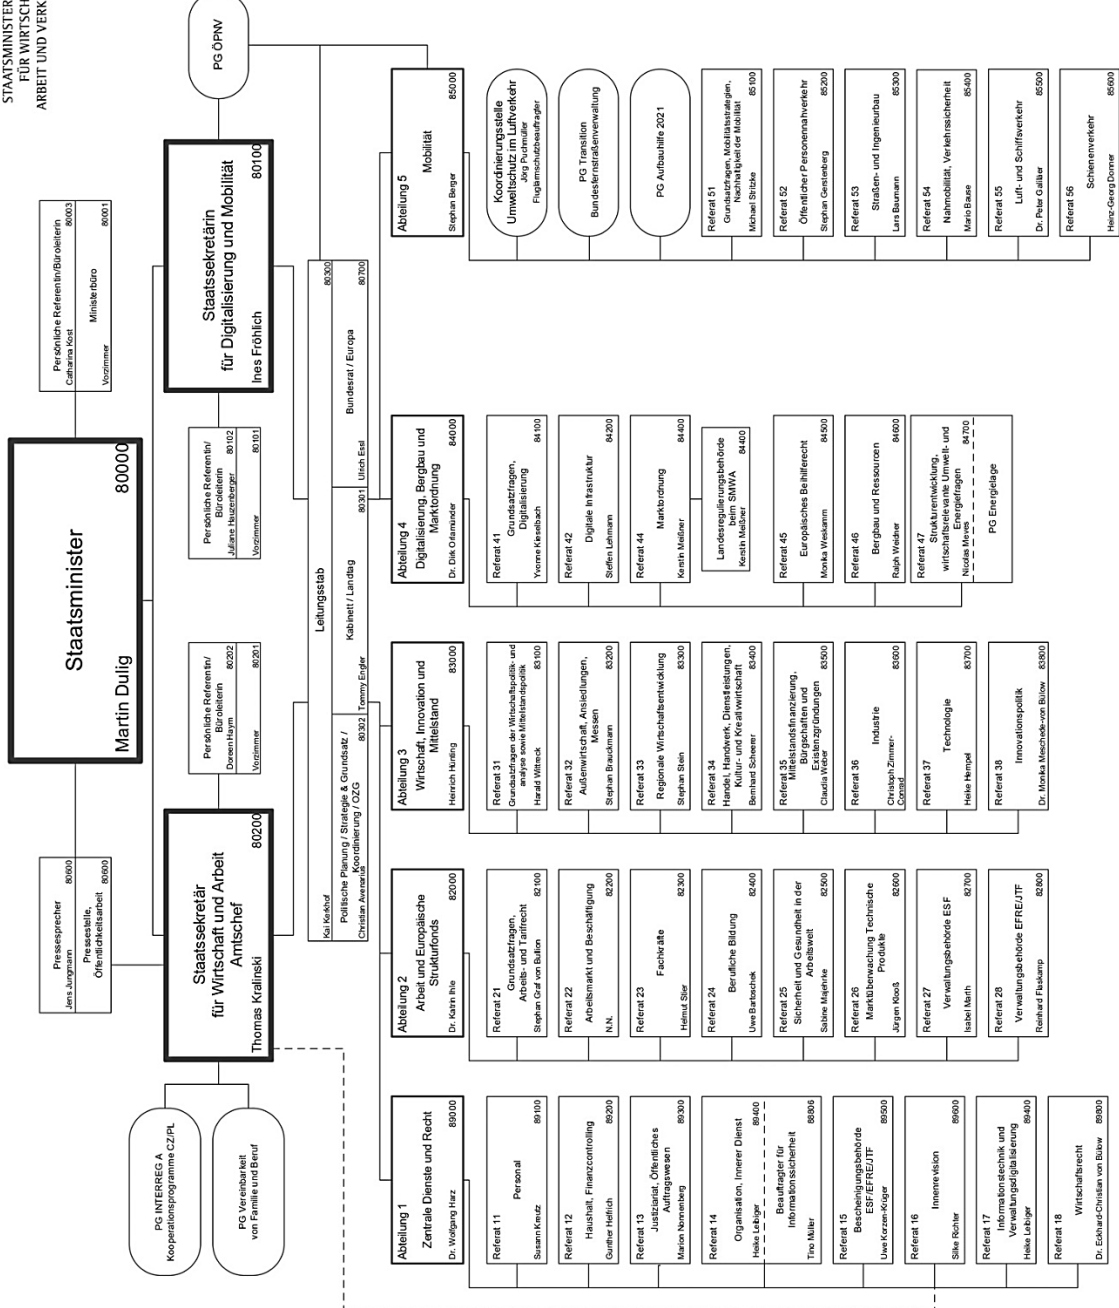 STAATSMINISTER
FÜR WIRTSCH
ARBEIT UND VERK
Staatsminister
Martin Dulig 80000
Pressesprecher
Jens Jungmann 80600
Pressestelle,
Öffentlichkeitsarbeit 80600
Persönliche Referentin/Büroleiterin
Catharina Kost 80003
Ministerbüro
Vorzimmer 80001
PG INTERREG A
Kooperationsprogramme CZ/PL
PG Vereinbarkeit
von Familie und Beruf
Staatssekretär
für Wirtschaft und Arbeit
Amtschef
Thomas Kralinski 80200
Persönliche Referentin/
Büroleiterin
Doreen Haym 80202
Vorzimmer 80201
Persönliche Referentin/
Büroleiterin
Juliane Hauzenberger 80102
Vorzimmer 80101
Staatssekretärin
für Digitalisierung und Mobilität
Ines Fröhlich 80100
PG ÖPNV
Leitungsstab
Kai Kerkhof 80300
Politische Planung / Strategie & Grundsatz /
Koordinierung / OZG
Christian Avenarius 80302
Kabinett / Landtag
Tommy Engler 80301
Bundesrat / Europa
Ulrich Essl 80700
Abteilung 1
Zentrale Dienste und Recht
Dr. Wolfgang Harz 89000
Referat 11
Personal
Susann Kreutz 89100
Referat 12
Haushalt, Finanzcontrolling
Gunther Helfrich 89200
Referat 13
Justiziariat, Öffentliches
Auftragswesen
Marion Nonnenberg 89300
Referat 14
Organisation, Innerer Dienst
Heike Leibiger 89400
Beauftragter für
Informationssicherheit
Tino Müller 88806
Referat 15
Bescheinigungsbehörde
ESF/EFRE/JTF
Uwe Korzen-Krüger 89500
Referat 16
Innenrevision
Silke Richter 89600
Referat 17
Informationstechnik und
Verwaltungsdigitalisierung
Heike Leibiger 89400
Referat 18
Wirtschaftsrecht
Dr. Eckhard-Christian von Bülow 89800
Abteilung 2
Arbeit und Europäische
Strukturfonds
Dr. Katrin Ihle 82000
Referat 21
Grundsatzfragen,
Arbeits- und Tarifrecht
Stephan Graf von Bullion 82100
Referat 22
Arbeitsmarkt und Beschäftigung
N.N. 82200
Referat 23
Fachkräfte
Helmut Stier 82300
Referat 24
Berufliche Bildung
Uwe Bartoschek 82400
Referat 25
Sicherheit und Gesundheit in der
Arbeitswelt
Sabine Majehrke 82500
Referat 26
Marktüberwachung Technische
Produkte
Jürgen Klooß 82600
Referat 27
Verwaltungsbehörde ESF
Isabel Marth 82700
Referat 28
Verwaltungsbehörde EFRE/JTF
Reinhard Flaskamp 82800
Abteilung 3
Wirtschaft, Innovation und
Mittelstand
Heinrich Hürting 83000
Referat 31
Grundsatzfragen der Wirtschaftspolitik- und
analyse sowie Mittelstandspolitik
Harald Wittneck 83100
Referat 32
Außenwirtschaft, Ansiedlungen,
Messen
Stephan Brauckmann 83200
Referat 33
Regionale Wirtschaftsentwicklung
Stephan Stein 83300
Referat 34
Handel, Handwerk, Dienstleistungen,
Kultur- und Kreativwirtschaft
Bernhard Scheerer 83400
Referat 35
Mittelstandsfinanzierung,
Bürgschaften und
Existenzgründungen
Claudia Weber 83500
Referat 36
Industrie
Christoph Zimmer-
Conrad 83600
Referat 37
Technologie
Heike Hempel 83700
Referat 38
Innovationspolitik
Dr. Monika Meschede-von Bülow 83800
Abteilung 4
Digitalisierung, Bergbau und
Marktordnung
Dr. Dirk Orlamünder 84000
Referat 41
Grundsatzfragen,
Digitalisierung
Yvonne Kieselbach 84100
Referat 42
Digitale Infrastruktur
Steffen Lehmann 84200
Referat 44
Marktordnung
Kerstin Meißner 84400
Landesregulierungsbehörde
beim SMWA
Kerstin Meißner 84400
Referat 45
Europäisches Beihilferecht
Monika Weskamm 84500
Referat 46
Bergbau und Ressourcen
Ralph Weidner 84600
Referat 47
Strukturentwicklung,
wirtschaftsrelevante Umwelt- und
Energiefragen
Nicolas Meves 84700
PG Energielage
Abteilung 5
Mobilität
Stephan Berger 85000
Koordinierungsstelle
Umweltschutz im Luftverkehr
Jörg Puchmüller
Fluglärmschutzbeauftragter
PG Transition
Bundesfernstraßenverwaltung
PG Aufbauhilfe 2021
Referat 51
Grundsatzfragen, Mobilitätsstrategien,
Nachhaltigkeit der Mobilität
Michael Stritzke 85100
Referat 52
Öffentlicher Personennahverkehr
Stephan Gerstenberg 85200
Referat 53
Straßen- und Ingenieurbau
Lars Baumann 85300
Referat 54
Nahmobilität, Verkehrssicherheit
Mario Bause 85400
Referat 55
Luft- und Schiffsverkehr
Dr. Peter Galläer 85500
Referat 56
Schienenverkehr
Heinz-Georg Donner 85600